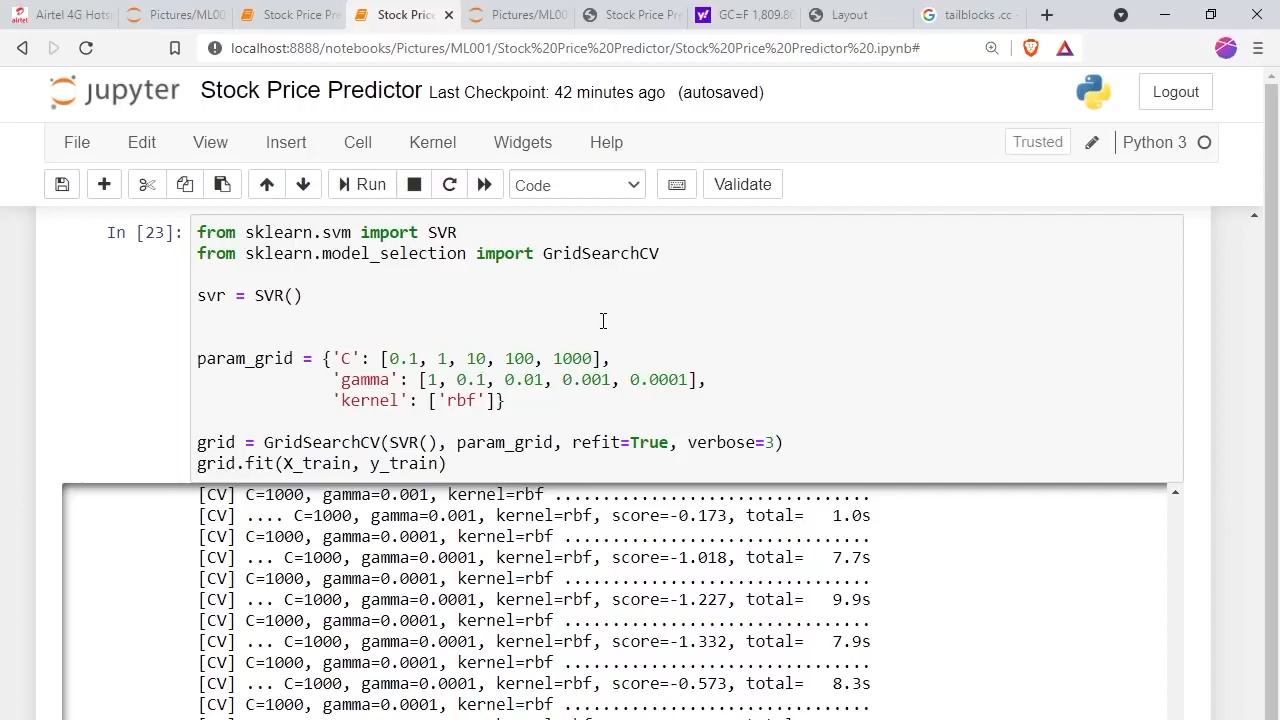 Airtel 4G Hots
Pictures/ML00
Stock Price Pre
Stock Pric
Pictures/ML00
Stock Price Pre
GC=F 1,809.80
Layout
tailblocks .cc -
localhost:8888/notebooks/Pictures/ML001/Stock%20Price%20Predictor/Stock%20Price%20Predictor%20.ipynb#
jupyter Stock Price Predictor Last Checkpoint: 42 minutes ago (autosaved)
Logout
File Edit View Insert Cell Kernel Widgets Help
Trusted Python 3
Run Code Validate
In [23]: from sklearn.svm import SVR
from sklearn.model_selection import GridSearchCV
svr = SVR()
param_grid = {'C': [0.1, 1, 10, 100, 1000],
'gamma': [1, 0.1, 0.01, 0.001, 0.0001],
'kernel': ['rbf']}
grid = GridSearchCV(SVR(), param_grid, refit=True, verbose=3)
grid.fit(X_train, y_train)
[CV] C=1000, gamma=0.001, kernel=rbf .................................
[CV] .... C=1000, gamma=0.001, kernel=rbf, score=-0.173, total= 1.0s
[CV] C=1000, gamma=0.0001, kernel=rbf ................................
[CV] ... C=1000, gamma=0.0001, kernel=rbf, score=-1.018, total= 7.7s
[CV] C=1000, gamma=0.0001, kernel=rbf ................................
[CV] ... C=1000, gamma=0.0001, kernel=rbf, score=-1.227, total= 9.9s
[CV] C=1000, gamma=0.0001, kernel=rbf ................................
[CV] ... C=1000, gamma=0.0001, kernel=rbf, score=-1.332, total= 7.9s
[CV] C=1000, gamma=0.0001, kernel=rbf ................................
[CV] ... C=1000, gamma=0.0001, kernel=rbf, score=-0.573, total= 8.3s
[CV] C=1000, gamma=0.0001, kernel=rbf ................................